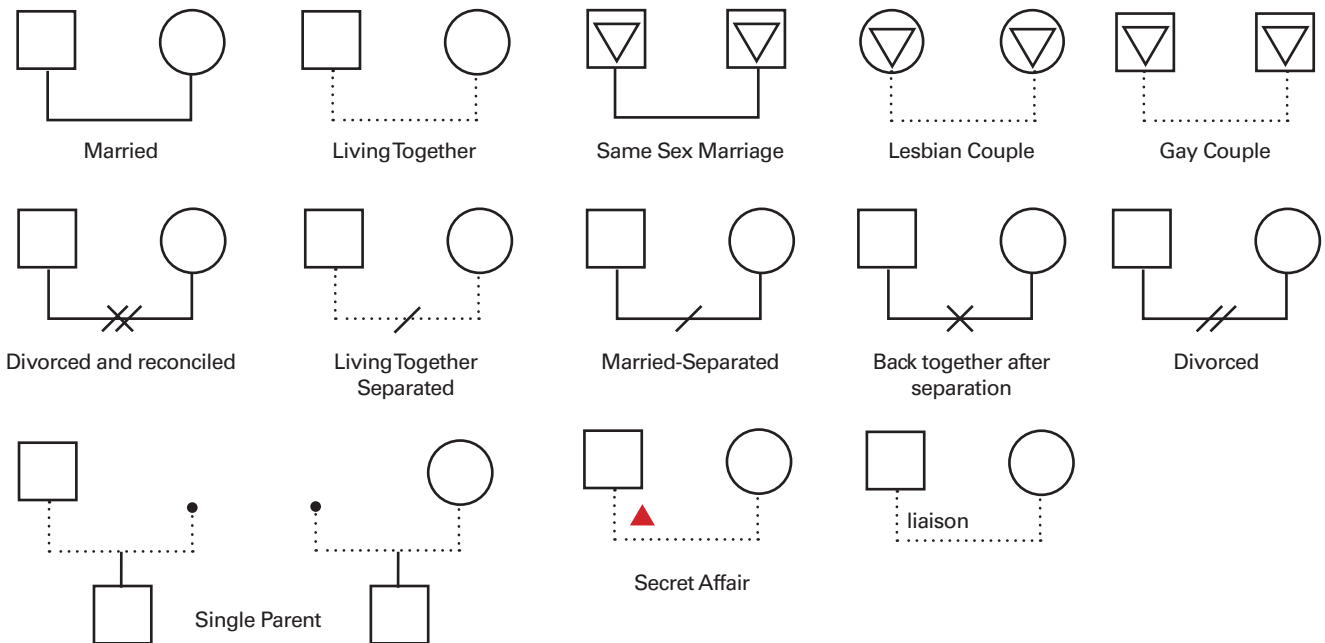 Married
Living Together
Same Sex Marriage
Lesbian Couple
Gay Couple
Divorced and reconciled
Living Together
Separated
Married-Separated
Back together after
separation
Divorced
liaison
Secret Affair
Single Parent